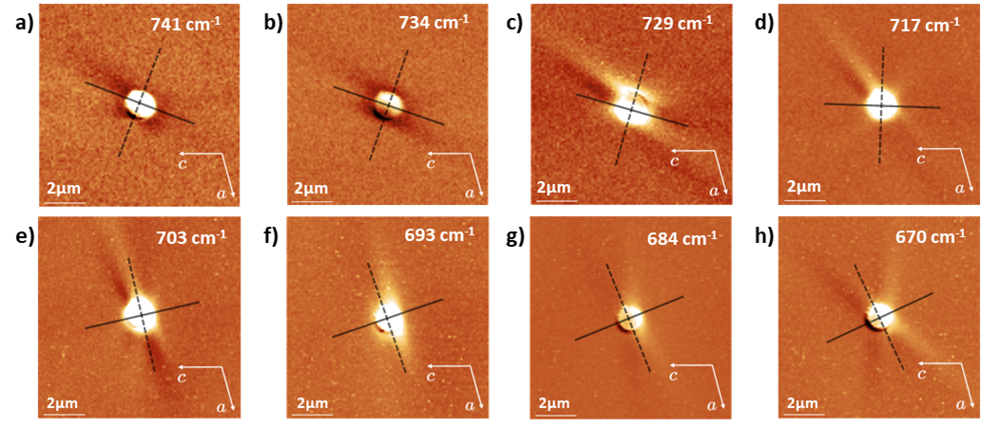 a) 741 cm-1
c
a
2μm
b) 734 cm-1
c
a
2μm
c) 729 cm-1
c
a
2μm
d) 717 cm-1
c
a
2μm
e) 703 cm-1
c
a
2μm
f) 693 cm-1
c
a
2μm
g) 684 cm-1
c
a
2μm
h) 670 cm-1
c
a
2μm